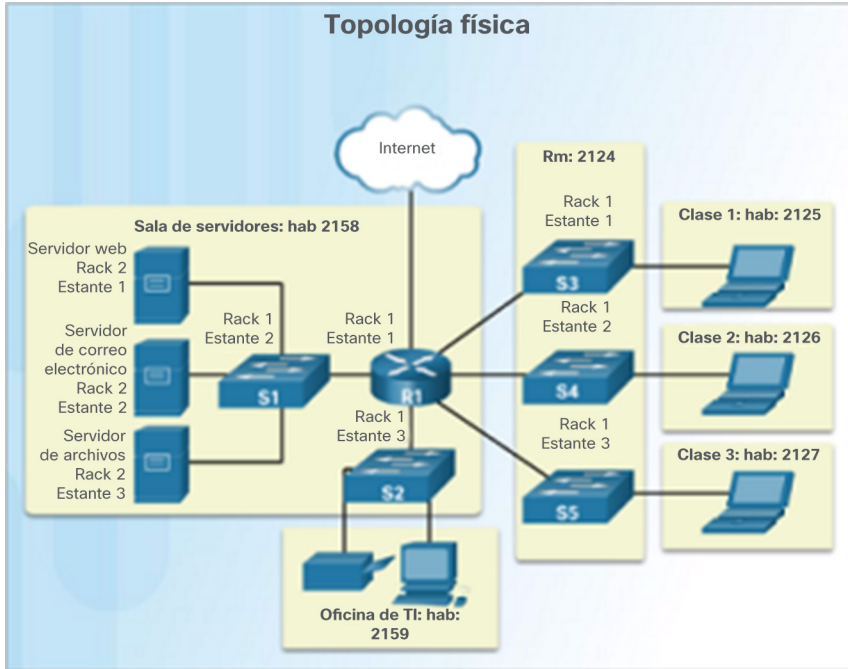 Topología física
Internet
Rm: 2124
Rack 1
Estante 1
Clase 1: hab: 2125
Sala de servidores: hab 2158
Servidor web
Rack 2
Estante 1
S3
Rack 1
Estante 2
Rack 1
Estante 1
Rack 1
Estante 2
Clase 2: hab: 2126
Servidor
de correo
electrónico
Rack 2
Estante 2
S1
R1
S4
Rack 1
Estante 3
Rack 1
Estante 3
Clase 3: hab: 2127
Servidor
de archivos
Rack 2
Estante 3
S2
S5
Oficina de TI: hab:
2159